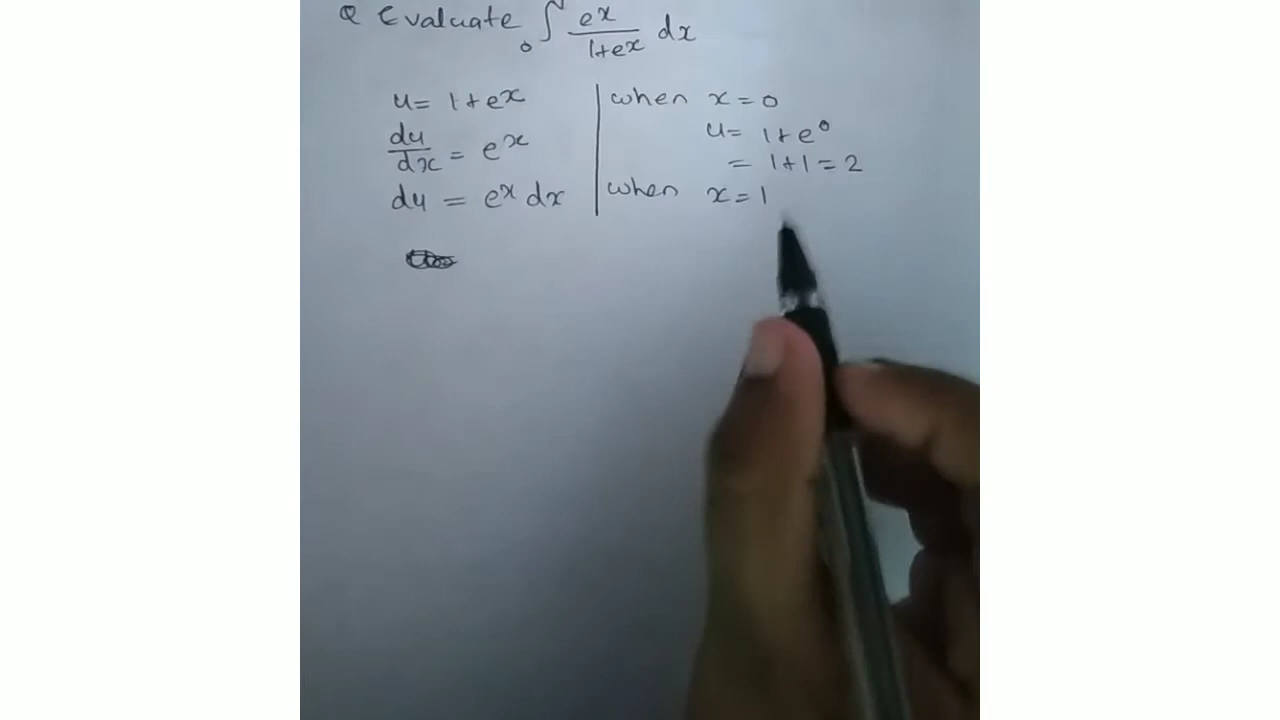 Q Evaluate ∫₀ eˣ/1+eˣ dx
u = 1+eˣ
du/dx = eˣ
du = eˣ dx
when x = 0
u = 1+e⁰
= 1+1 = 2
when x = 1